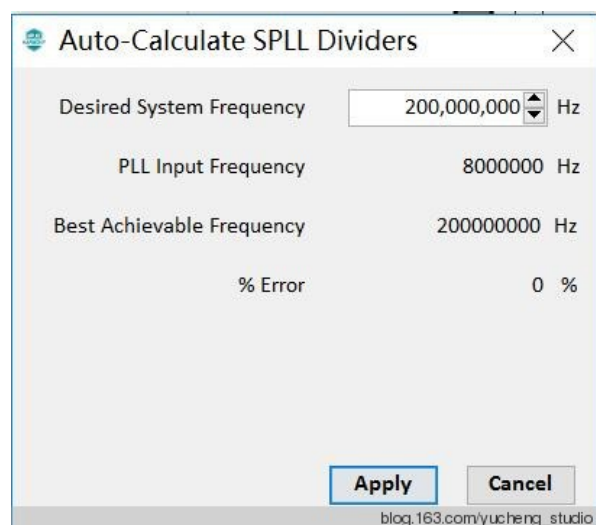 Auto-Calculate SPLL Dividers
Desired System Frequency 200,000,000 Hz
PLL Input Frequency 8000000 Hz
Best Achievable Frequency 200000000 Hz
% Error 0 %
Apply Cancel
blog.163.com/yucheng_studio